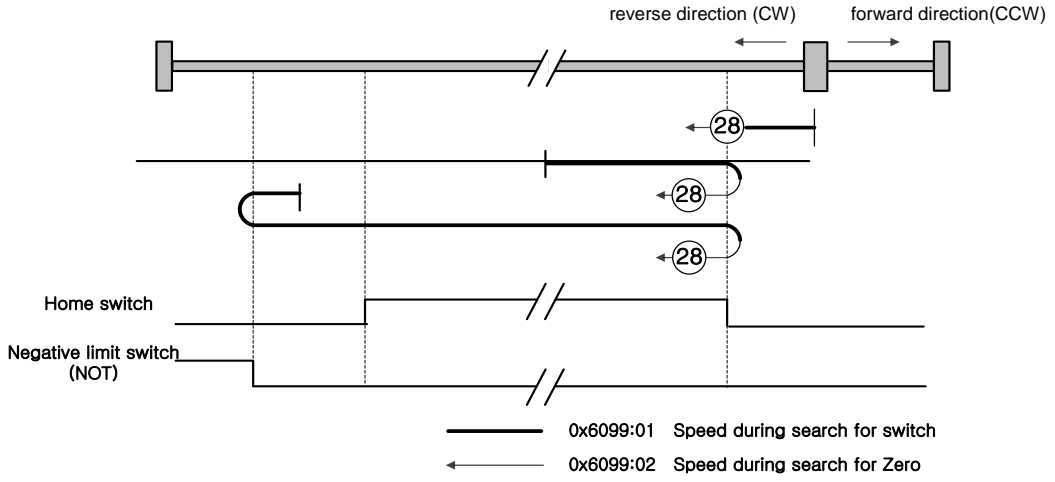 reverse direction (CW) forward direction(CCW)
28
28
28
Home switch
Negative limit switch
(NOT)
0x6099:01 Speed during search for switch
0x6099:02 Speed during search for Zero